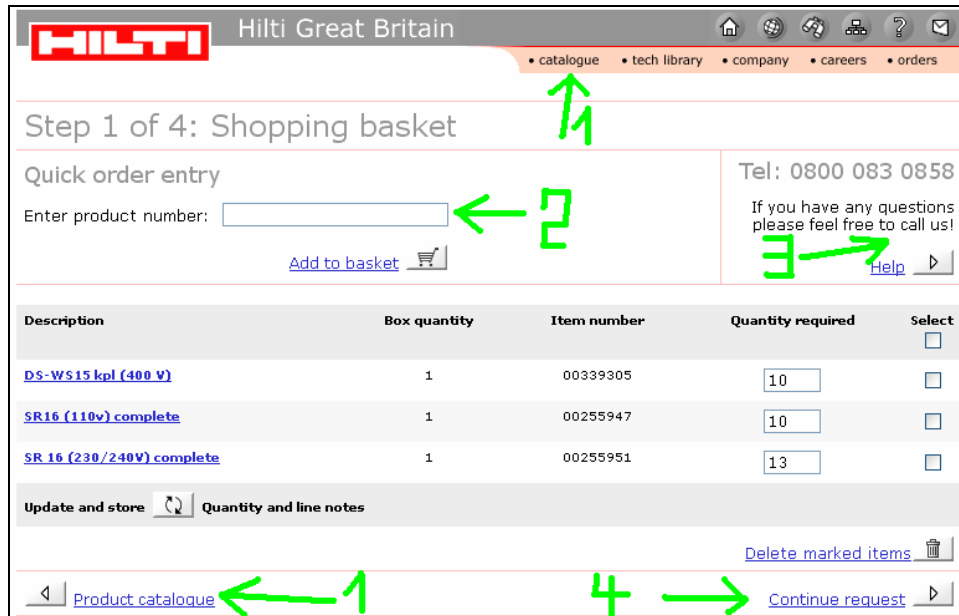 HILTI Hilti Great Britain
• catalogue • tech library • company • careers • orders
1
Step 1 of 4: Shopping basket
Quick order entry
Tel: 0800 083 0858
Enter product number:
2
If you have any questions
please feel free to call us!
3
Add to basket
Help
Description Box quantity Item number Quantity required Select
DS-WS15 kpl (400 V) 1 00339305 10
SR16 (110v) complete 1 00255947 10
SR 16 (230/240V) complete 1 00255951 13
Update and store Quantity and line notes
Delete marked items
Product catalogue 1 4 Continue request